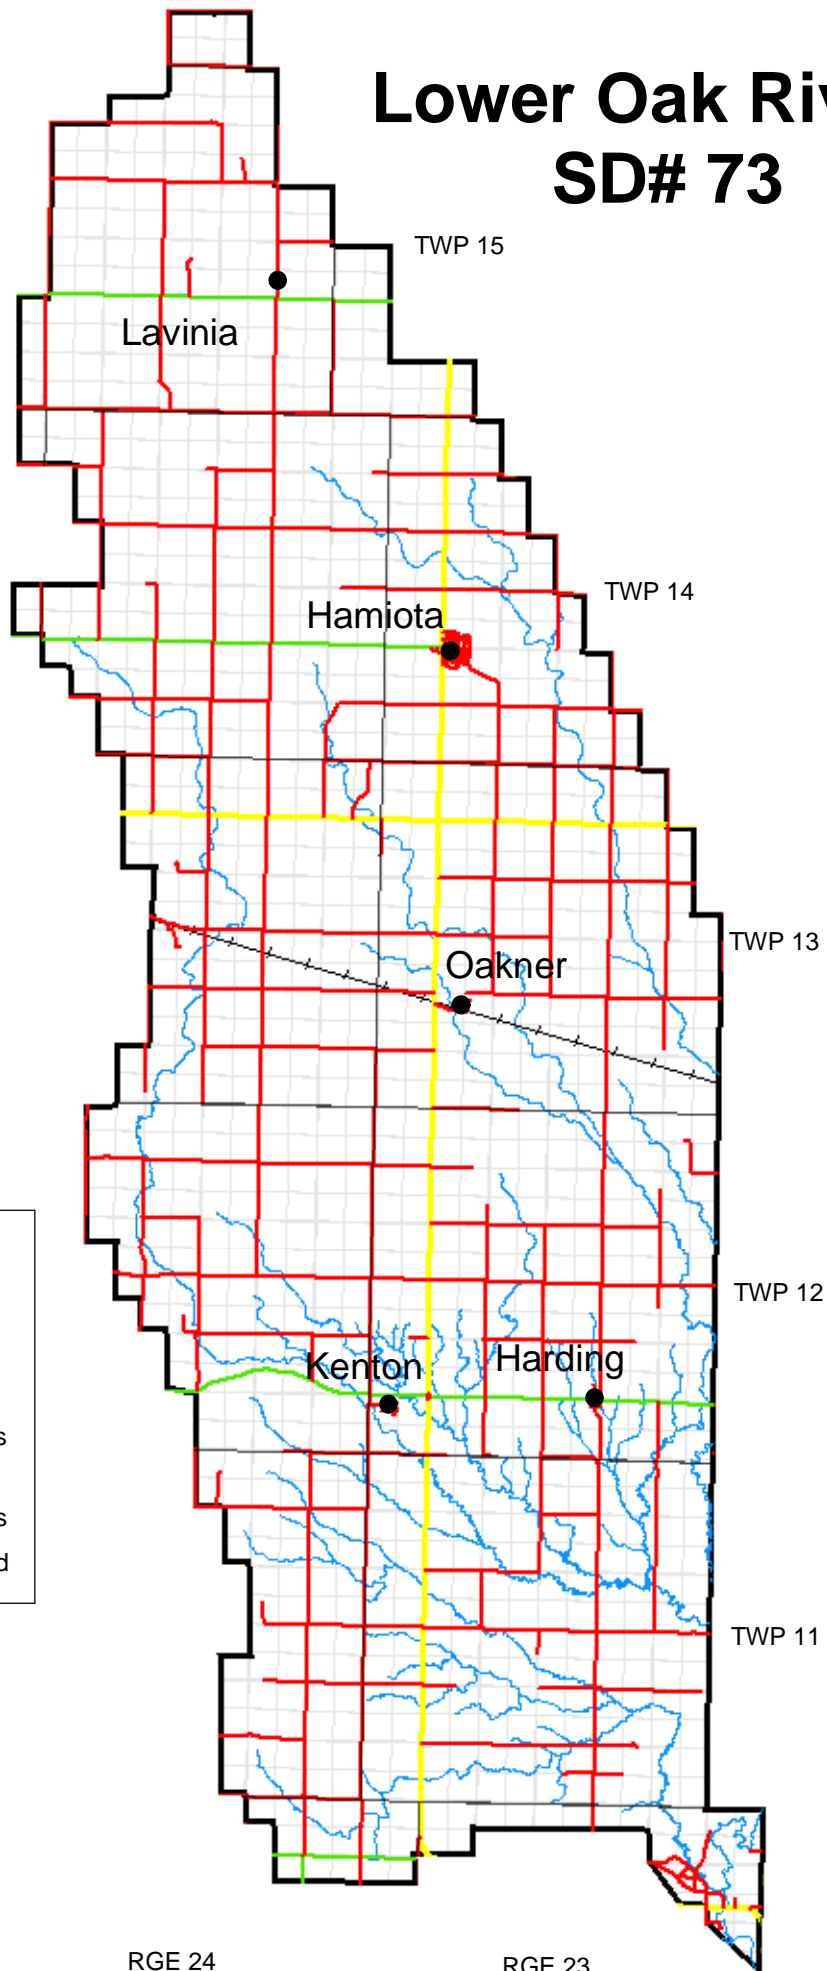 Lower Oak Riv
SD# 73
TWP 15
Lavinia
TWP 14
Hamiota
TWP 13
Oakner
TWP 12
Kenton
Harding
s
s
d
TWP 11
RGE 24
RGE 23